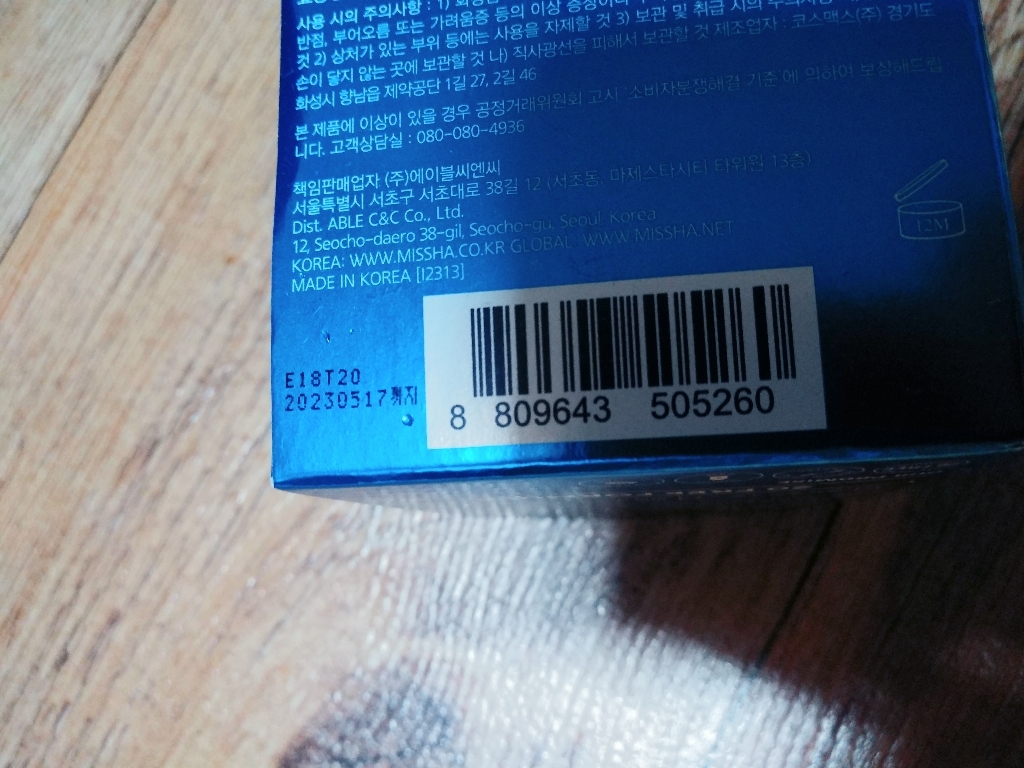 사용 시의 주의사항 : 1)
반점, 부어오름 또는 가려움증 등의 이상 증상이나
것 2) 상처가 있는 부위 등에는 사용을 자제할 것 3) 보관 및 취급 시의 주의사항
손이 닿지 않는 곳에 보관할 것 나) 직사광선을 피해서 보관할 것 제조업자 : 코스맥스(주) 경기도
화성시 향남읍 제약공단 1길 27, 2길 46
본 제품에 이상이 있을 경우 공정거래위원회 고시 '소비자분쟁해결 기준'에 의하여 보상해드립
니다. 고객상담실 : 080-080-4936
책임판매업자 (주)에이블씨엔씨
서울특별시 서초구 서초대로 38길 12 (서초동, 마제스타시티 타워원 13층)
Dist. ABLE C&C Co., Ltd.
12, Seocho-daero 38-gil, Seocho-gu, Seoul, Korea
KOREA: WWW.MISSHA.CO.KR GLOBAL: WWW.MISSHA.NET
MADE IN KOREA [I2313]
12M
E18T20
20230517까지
8 809643 505260